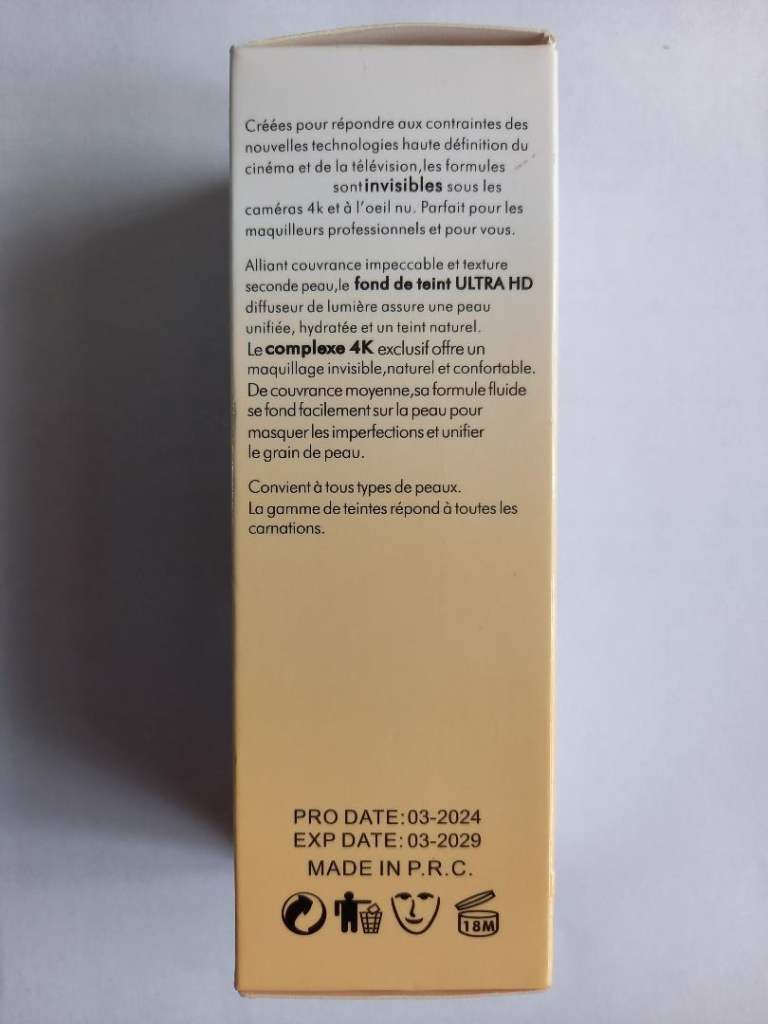 Créées pour répondre aux contraintes des
nouvelles technologies haute définition du
cinéma et de la télévision,les formules
sont invisibles sous les
caméras 4k et à l'oeil nu. Parfait pour les
maquilleurs professionnels et pour vous.
Alliant couvrance impeccable et texture
seconde peau,le fond de teint ULTRA HD
diffuseur de lumière assure une peau
unifiée, hydratée et un teint naturel.
Le complexe 4K exclusif offre un
maquillage invisible,naturel et confortable.
De couvrance moyenne,sa formule fluide
se fond facilement sur la peau pour
masquer les imperfections et unifier
le grain de peau.
Convient à tous types de peaux.
La gamme de teintes répond à toutes les
carnations.
PRO DATE:03-2024
EXP DATE:03-2029
MADE IN P.R.C.
18M